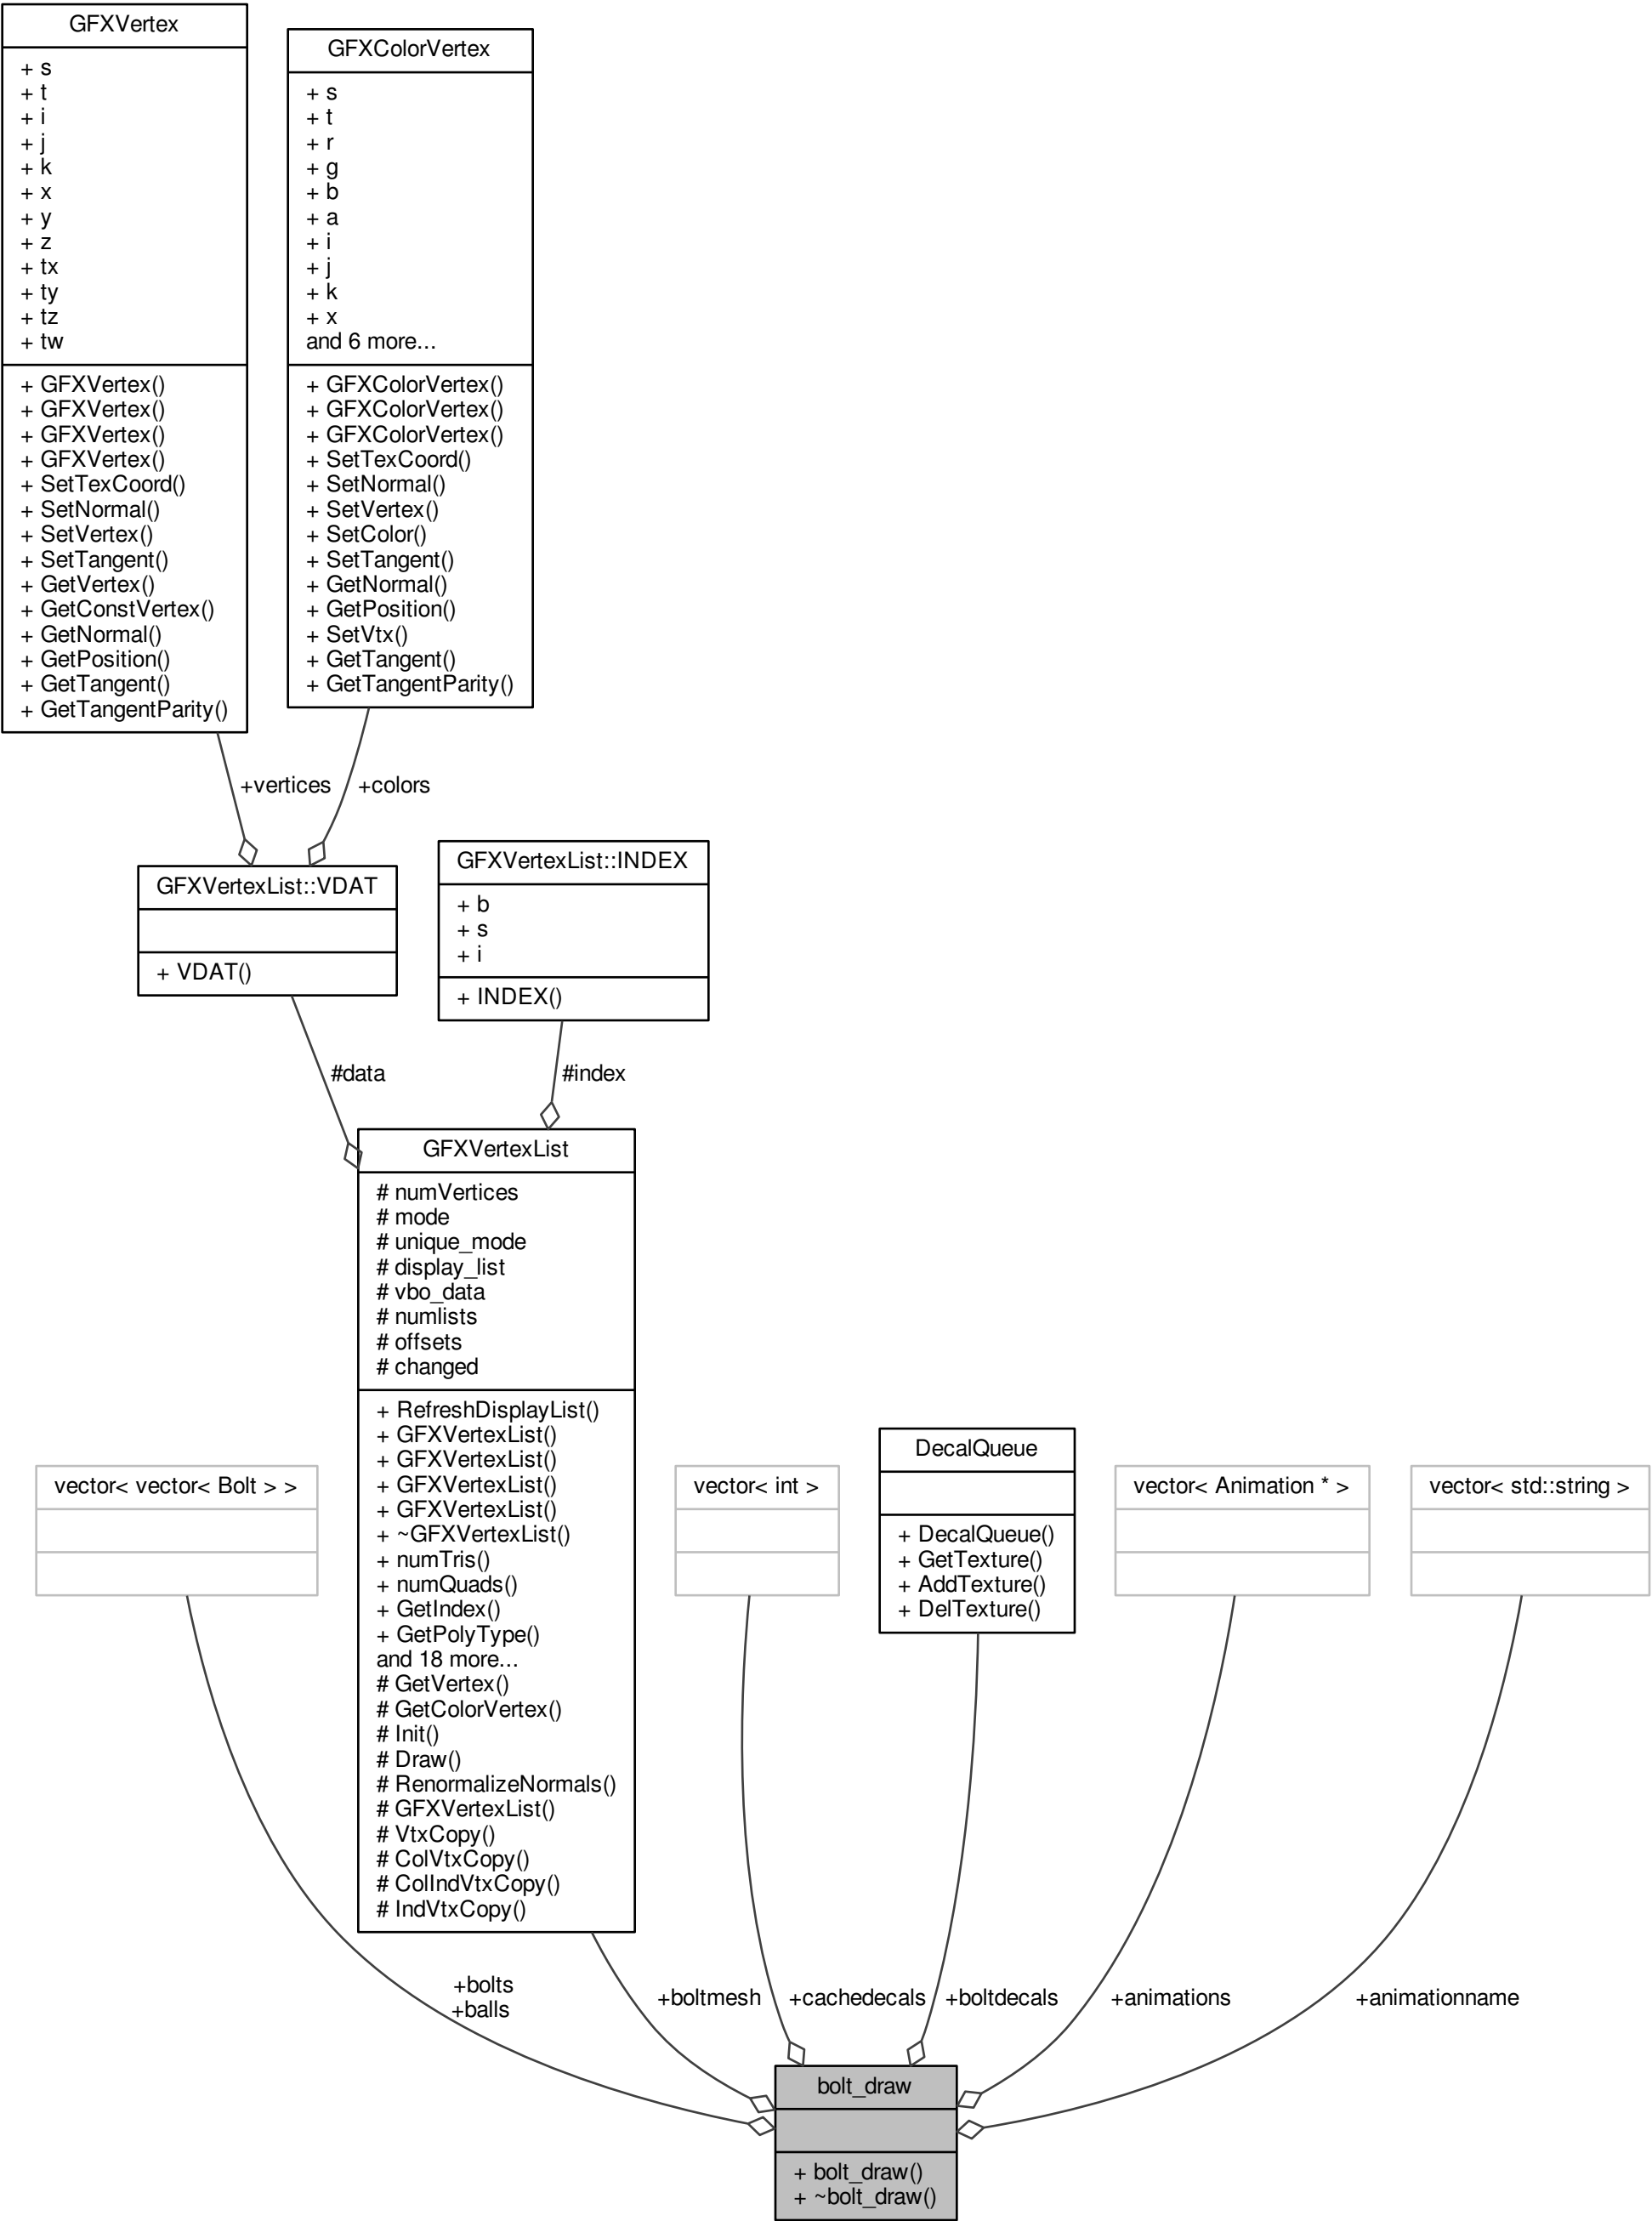 GFXVertex
+ s
+ t
+ i
+ j
+ k
+ x
+ y
+ z
+ tx
+ ty
+ tz
+ tw
+ GFXVertex()
+ GFXVertex()
+ GFXVertex()
+ GFXVertex()
+ SetTexCoord()
+ SetNormal()
+ SetVertex()
+ SetTangent()
+ GetVertex()
+ GetConstVertex()
+ GetNormal()
+ GetPosition()
+ GetTangent()
+ GetTangentParity()
GFXColorVertex
+ s
+ t
+ r
+ g
+ b
+ a
+ i
+ j
+ k
+ x
and 6 more...
+ GFXColorVertex()
+ GFXColorVertex()
+ GFXColorVertex()
+ SetTexCoord()
+ SetNormal()
+ SetVertex()
+ SetColor()
+ SetTangent()
+ GetNormal()
+ GetPosition()
+ SetVtx()
+ GetTangent()
+ GetTangentParity()
+vertices
+colors
GFXVertexList::VDAT
+ VDAT()
GFXVertexList::INDEX
+ b
+ s
+ i
+ INDEX()
#data
#index
GFXVertexList
# numVertices
# mode
# unique_mode
# display_list
# vbo_data
# numlists
# offsets
# changed
+ RefreshDisplayList()
+ GFXVertexList()
+ GFXVertexList()
+ GFXVertexList()
+ GFXVertexList()
+ ~GFXVertexList()
+ numTris()
+ numQuads()
+ GetIndex()
+ GetPolyType()
and 18 more...
# GetVertex()
# GetColorVertex()
# Init()
# Draw()
# RenormalizeNormals()
# GFXVertexList()
# VtxCopy()
# ColVtxCopy()
# ColIndVtxCopy()
# IndVtxCopy()
vector< vector< Bolt > >
vector< int >
DecalQueue
+ DecalQueue()
+ GetTexture()
+ AddTexture()
+ DelTexture()
vector< Animation * >
vector< std::string >
+bolts
+balls
+boltmesh
+cachedecals
+boltdecals
+animations
+animationname
bolt_draw
+ bolt_draw()
+ ~bolt_draw()